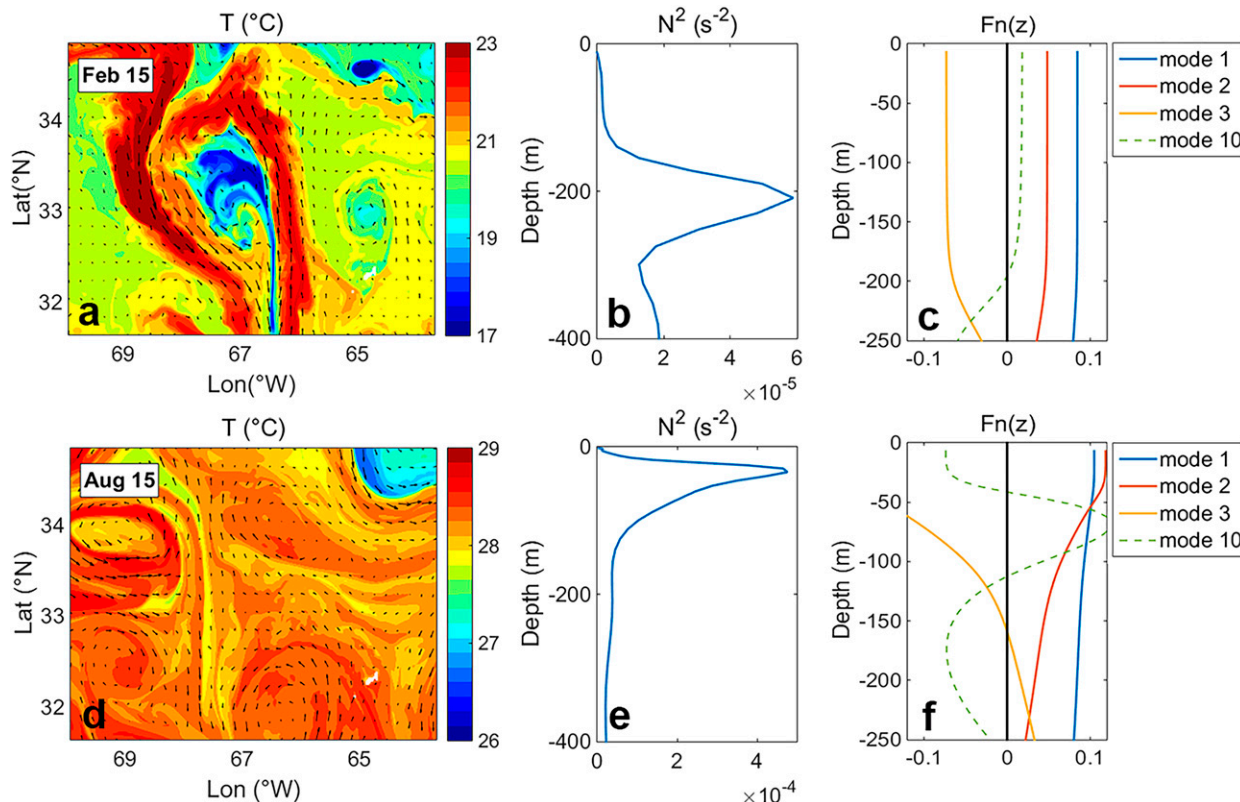 T (°C)
Feb 15
Lat(°N)
34
33
32
69
67
65
Lon(°W)
a
23
21
19
17
N² (s⁻²)
Depth (m)
0
-200
-400
0
2
4
6
×10⁻⁵
b
Fn(z)
Depth (m)
0
-50
-100
-150
-200
-250
-0.1
0
0.1
c
mode 1
mode 2
mode 3
mode 10
T (°C)
Aug 15
Lat (°N)
34
33
32
69
67
65
Lon (°W)
d
29
28
27
26
N² (s⁻²)
Depth (m)
0
-200
-400
0
2
4
×10⁻⁴
e
Fn(z)
Depth (m)
0
-50
-100
-150
-200
-250
-0.1
0
0.1
f
mode 1
mode 2
mode 3
mode 10